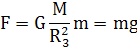 F = G M/R₃² m = mg